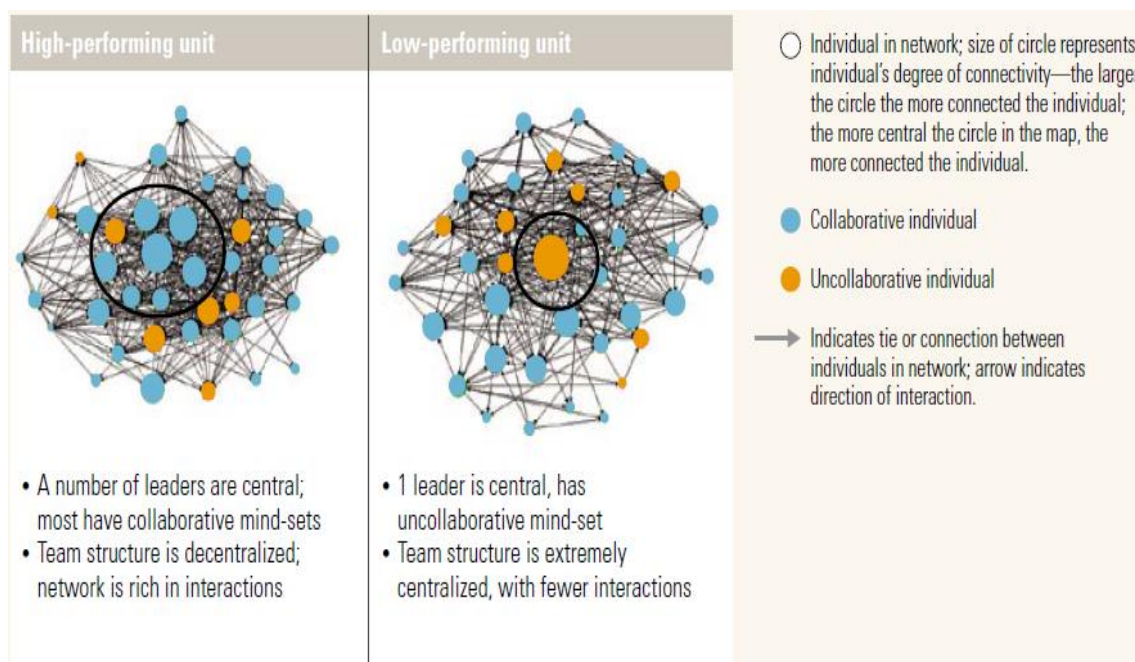 High-performing unit
Low-performing unit
• A number of leaders are central;
most have collaborative mind-sets
• Team structure is decentralized;
network is rich in interactions
• 1 leader is central, has
uncollaborative mind-set
• Team structure is extremely
centralized, with fewer interactions
Individual in network; size of circle represents
individual's degree of connectivity—the larger
the circle the more connected the individual;
the more central the circle in the map, the
more connected the individual.
Collaborative individual
Uncollaborative individual
Indicates tie or connection between
individuals in network; arrow indicates
direction of interaction.